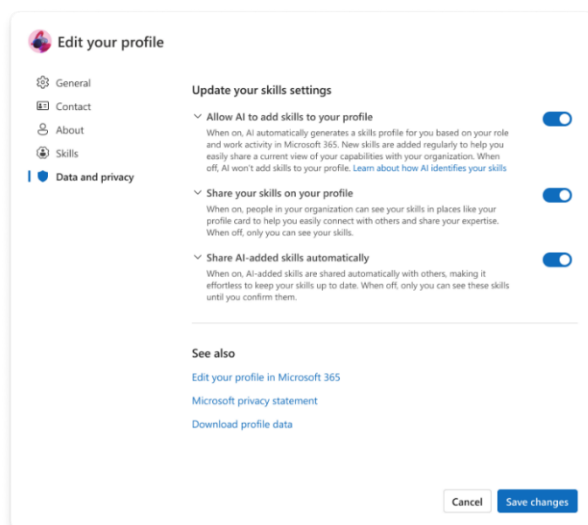 Edit your profile
General
Contact
About
Skills
Data and privacy
Update your skills settings
Allow AI to add skills to your profile
When on, AI automatically generates a skills profile for you based on your role
and work activity in Microsoft 365. New skills are added regularly to help you
easily share a current view of your capabilities with your organization. When
off, AI won't add skills to your profile. Learn about how AI identifies your skills
Share your skills on your profile
When on, people in your organization can see your skills in places like your
profile card to help you easily connect with others and share your expertise.
When off, only you can see your skills.
Share AI-added skills automatically
When on, AI-added skills are shared automatically with others, making it
effortless to keep your skills up to date. When off, only you can see these skills
until you confirm them.
See also
Edit your profile in Microsoft 365
Microsoft privacy statement
Download profile data
Cancel
Save changes